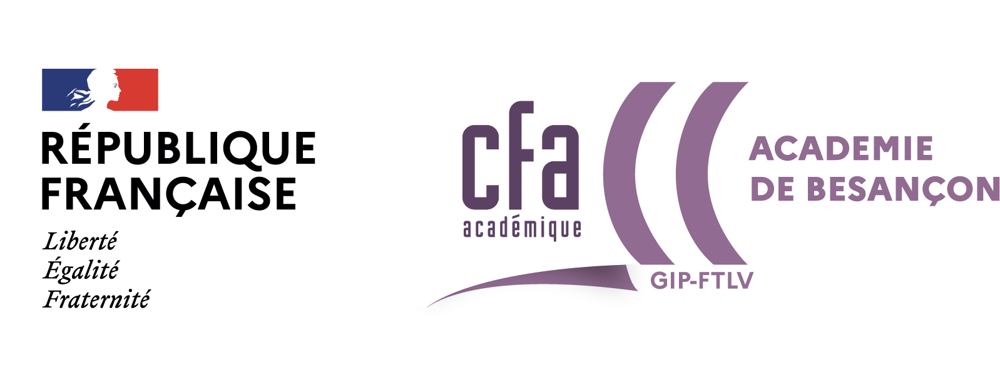 RÉPUBLIQUE
FRANÇAISE
Liberté
Égalité
Fraternité
cfa
académique
ACADEMIE
DE BESANÇON
GIP-FTLV